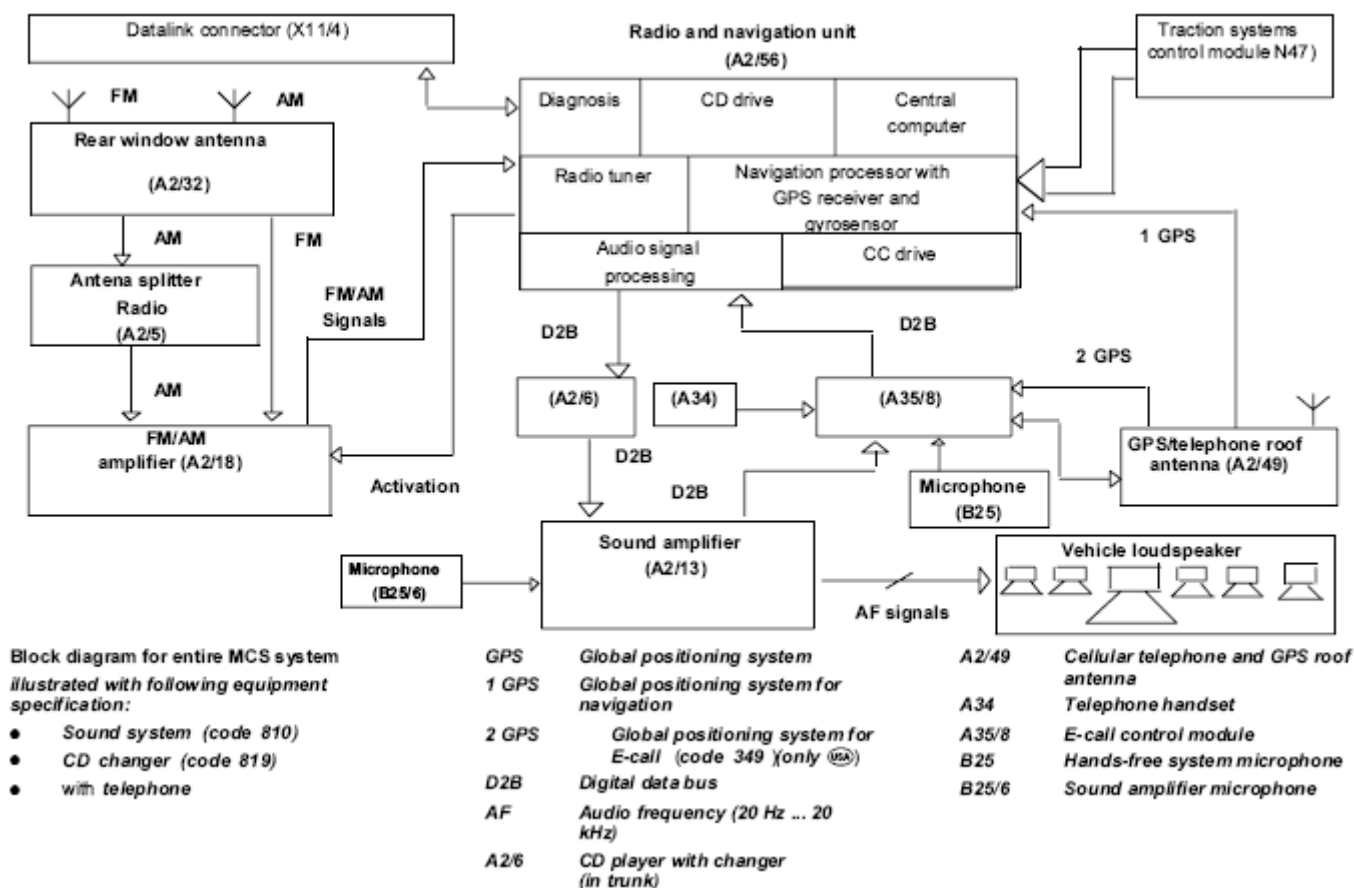 Datalink connector (X11/4)
Radio and navigation unit
(A2/56)
Traction systems
control module N47)
FM
AM
Diagnosis
CD drive
Central
computer
Rear window antenna
(A2/32)
Radio tuner
Navigation processor with
GPS receiver and
gyrosensor
AM
FM
1 GPS
Audio signal
processing
CC drive
Antena splitter
Radio
(A2/5)
FM/AM
Signals
D2B
D2B
2 GPS
AM
(A2/6)
(A34)
(A35/8)
FM/AM
amplifier (A2/18)
GPS/telephone roof
antenna (A2/49)
D2B
Activation
D2B
Microphone
(B25)
Sound amplifier
(A2/13)
Vehicle loudspeaker
Microphone
(B25/6)
AF signals
Block diagram for entire MCS system
illustrated with following equipment
specification:
● Sound system (code 810)
● CD changer (code 819)
● with telephone
GPS Global positioning system
1 GPS Global positioning system for
navigation
2 GPS Global positioning system for
E-call (code 349 )(only USA)
D2B Digital data bus
AF Audio frequency (20 Hz ... 20
kHz)
A2/6 CD player with changer
(in trunk)
A2/49 Cellular telephone and GPS roof
antenna
A34 Telephone handset
A35/8 E-call control module
B25 Hands-free system microphone
B25/6 Sound amplifier microphone